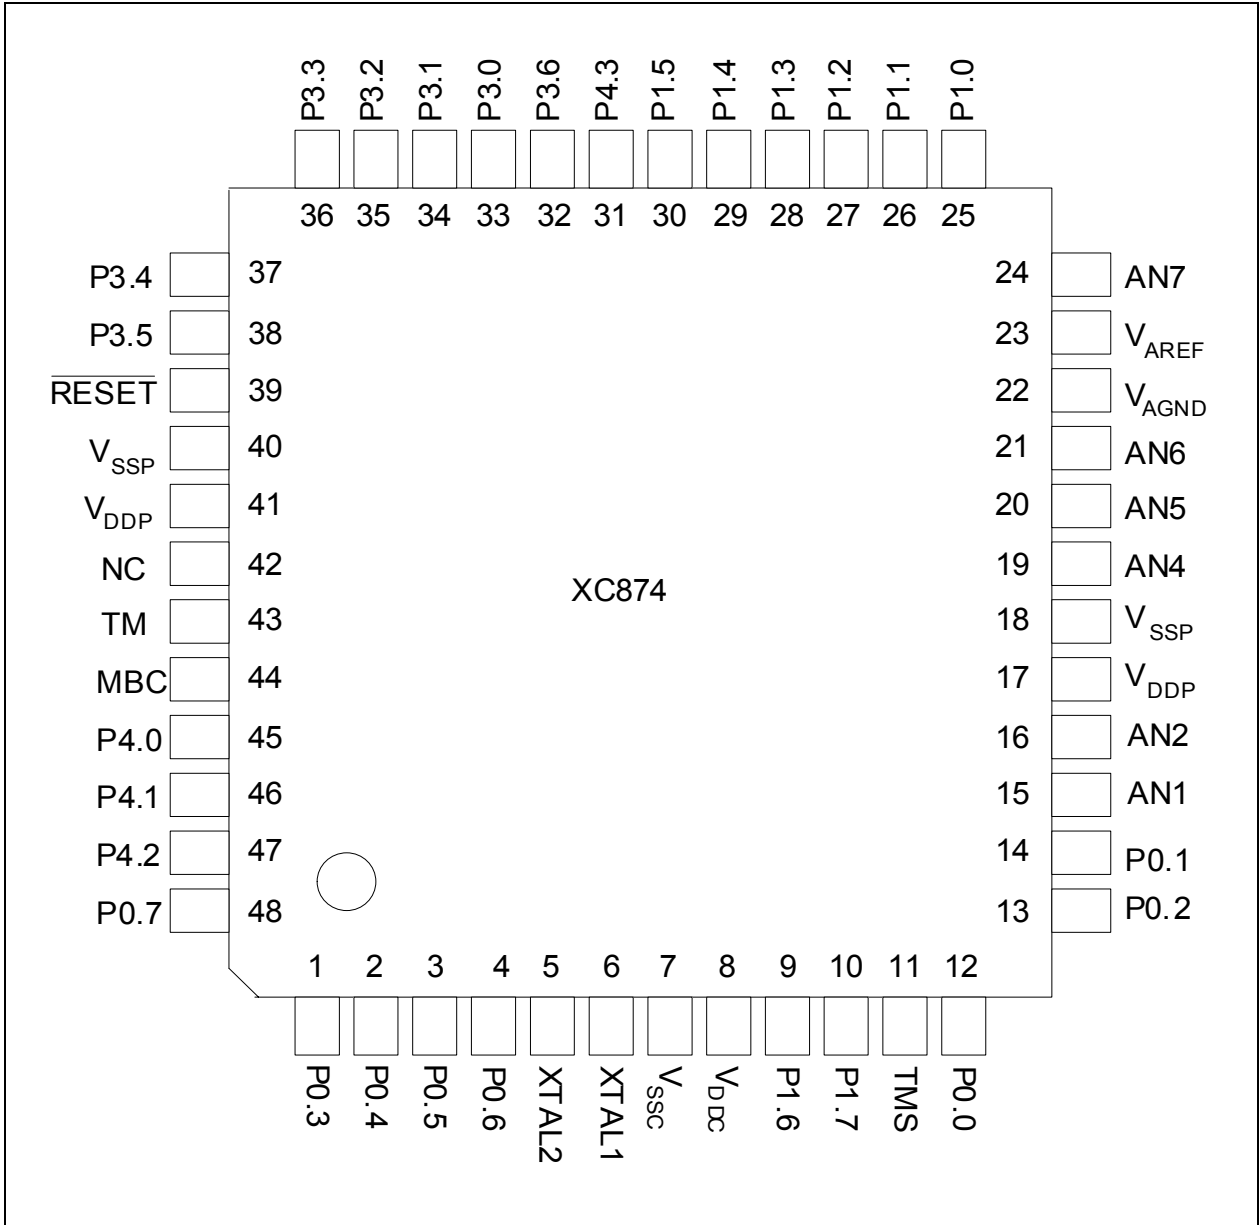 P3.3 P3.2 P3.1 P3.0 P3.6 P4.3 P1.5 P1.4 P1.3 P1.2 P1.1 P1.0
36 35 34 33 32 31 30 29 28 27 26 25
P3.4 37 24 AN7
P3.5 38 23 VAREF
RESET 39 22 VAGND
VSSP 40 21 AN6
VDDP 41 20 AN5
NC 42 19 AN4
XC874
TM 43 18 VSSP
MBC 44 17 VDDP
P4.0 45 16 AN2
P4.1 46 15 AN1
P4.2 47 14 P0.1
P0.7 48 13 P0.2
1 2 3 4 5 6 7 8 9 10 11 12
P0.3 P0.4 P0.5 P0.6 XTAL2 XTAL1 VSSC VDDC P1.6 P1.7 TMS P0.0